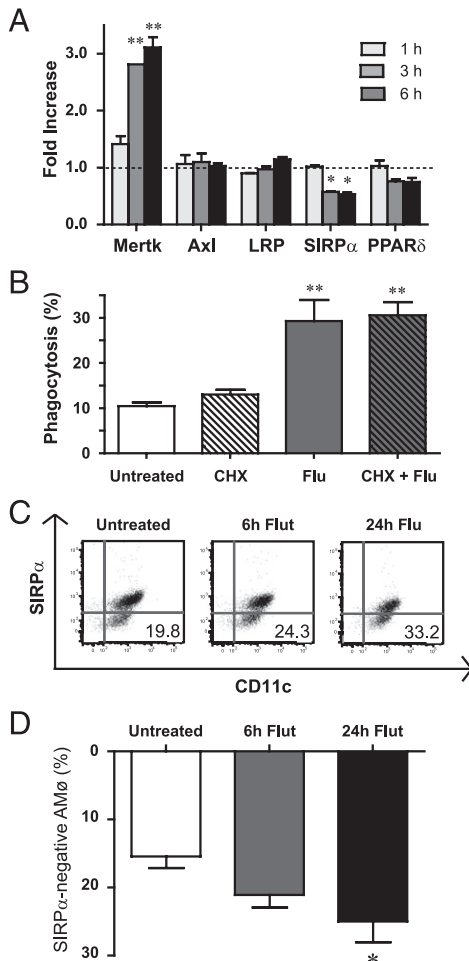 A
** **
3.0
2.0
1.0
0.0
Fold Increase
1 h
3 h
6 h
* *
Mertk Axl LRP SIRPα PPARδ
B
** **
30
20
10
0
Phagocytosis (%)
Untreated CHX Flu CHX + Flu
C
Untreated 6h Flut 24h Flu
SIRPα
19.8 24.3 33.2
CD11c
D
Untreated 6h Flut 24h Flut
0
10
20
30
SIRPα-negative AMø (%)
*